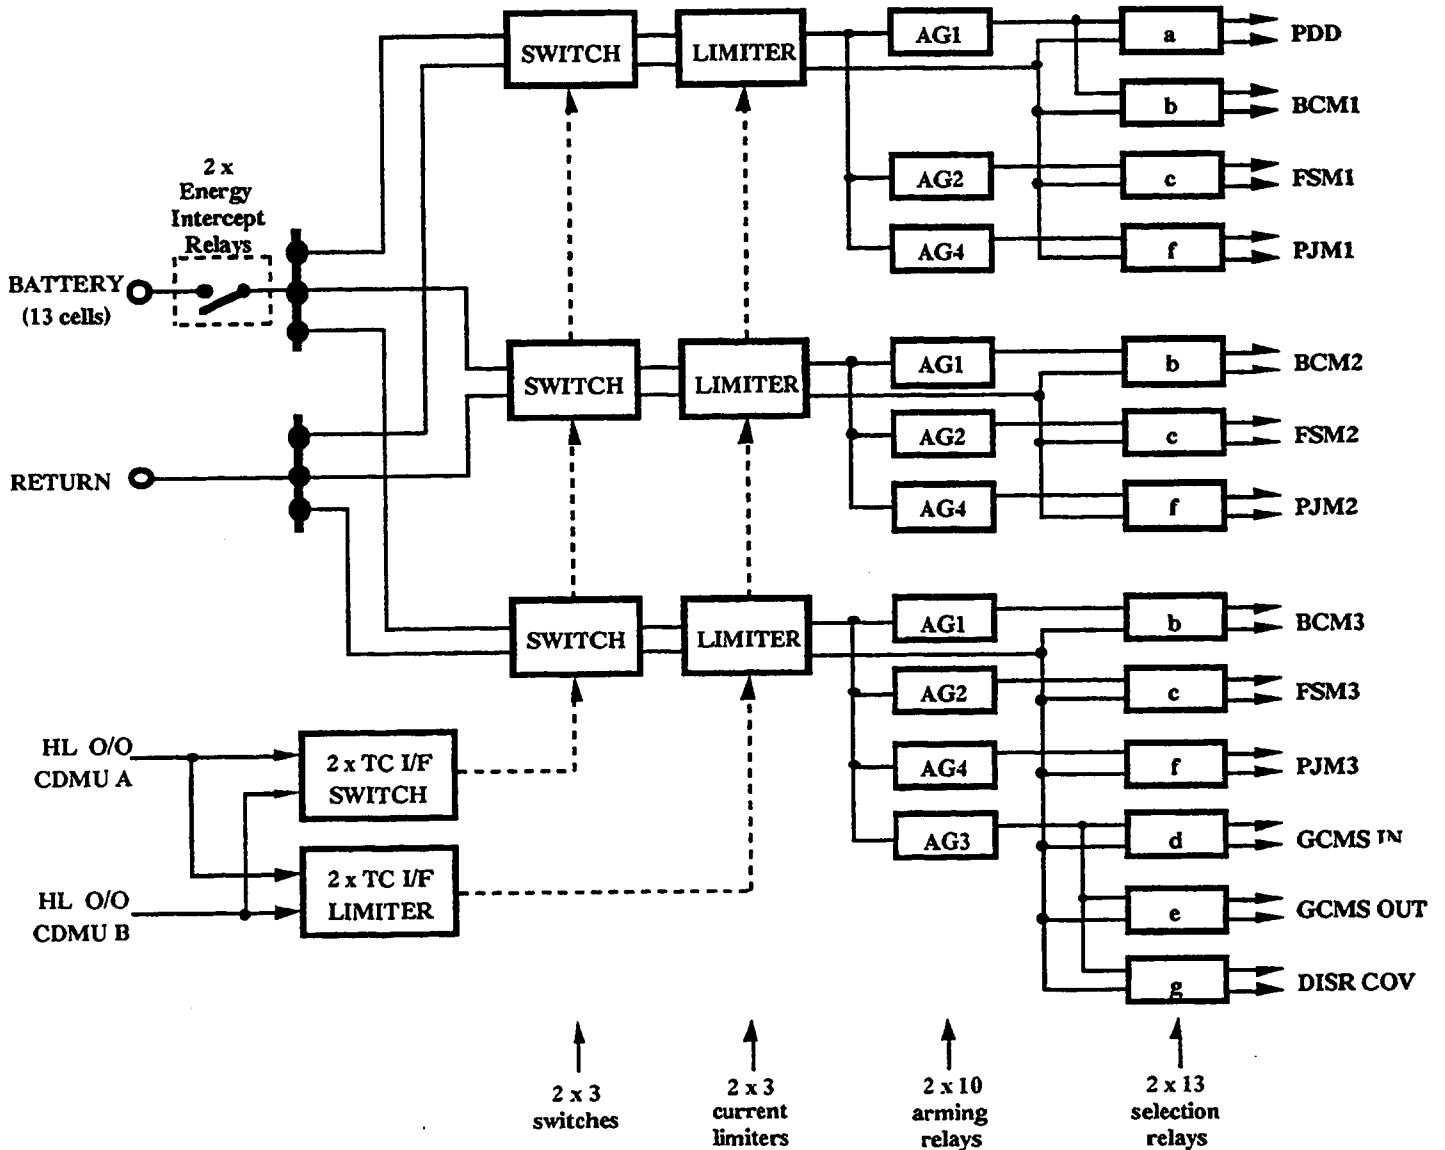 SWITCH
LIMITER
AG1
a
PDD
b
BCM1
AG2
c
FSM1
AG4
f
PJM1
2 x
Energy
Intercept
Relays
BATTERY
(13 cells)
SWITCH
LIMITER
AG1
b
BCM2
AG2
c
FSM2
AG4
f
PJM2
RETURN
SWITCH
LIMITER
AG1
b
BCM3
AG2
c
FSM3
AG4
f
PJM3
AG3
d
GCMS IN
e
GCMS OUT
g
DISR COV
HL O/O
CDMU A
2 x TC I/F
SWITCH
HL O/O
CDMU B
2 x TC I/F
LIMITER
2 x 3
switches
2 x 3
current
limiters
2 x 10
arming
relays
2 x 13
selection
relays